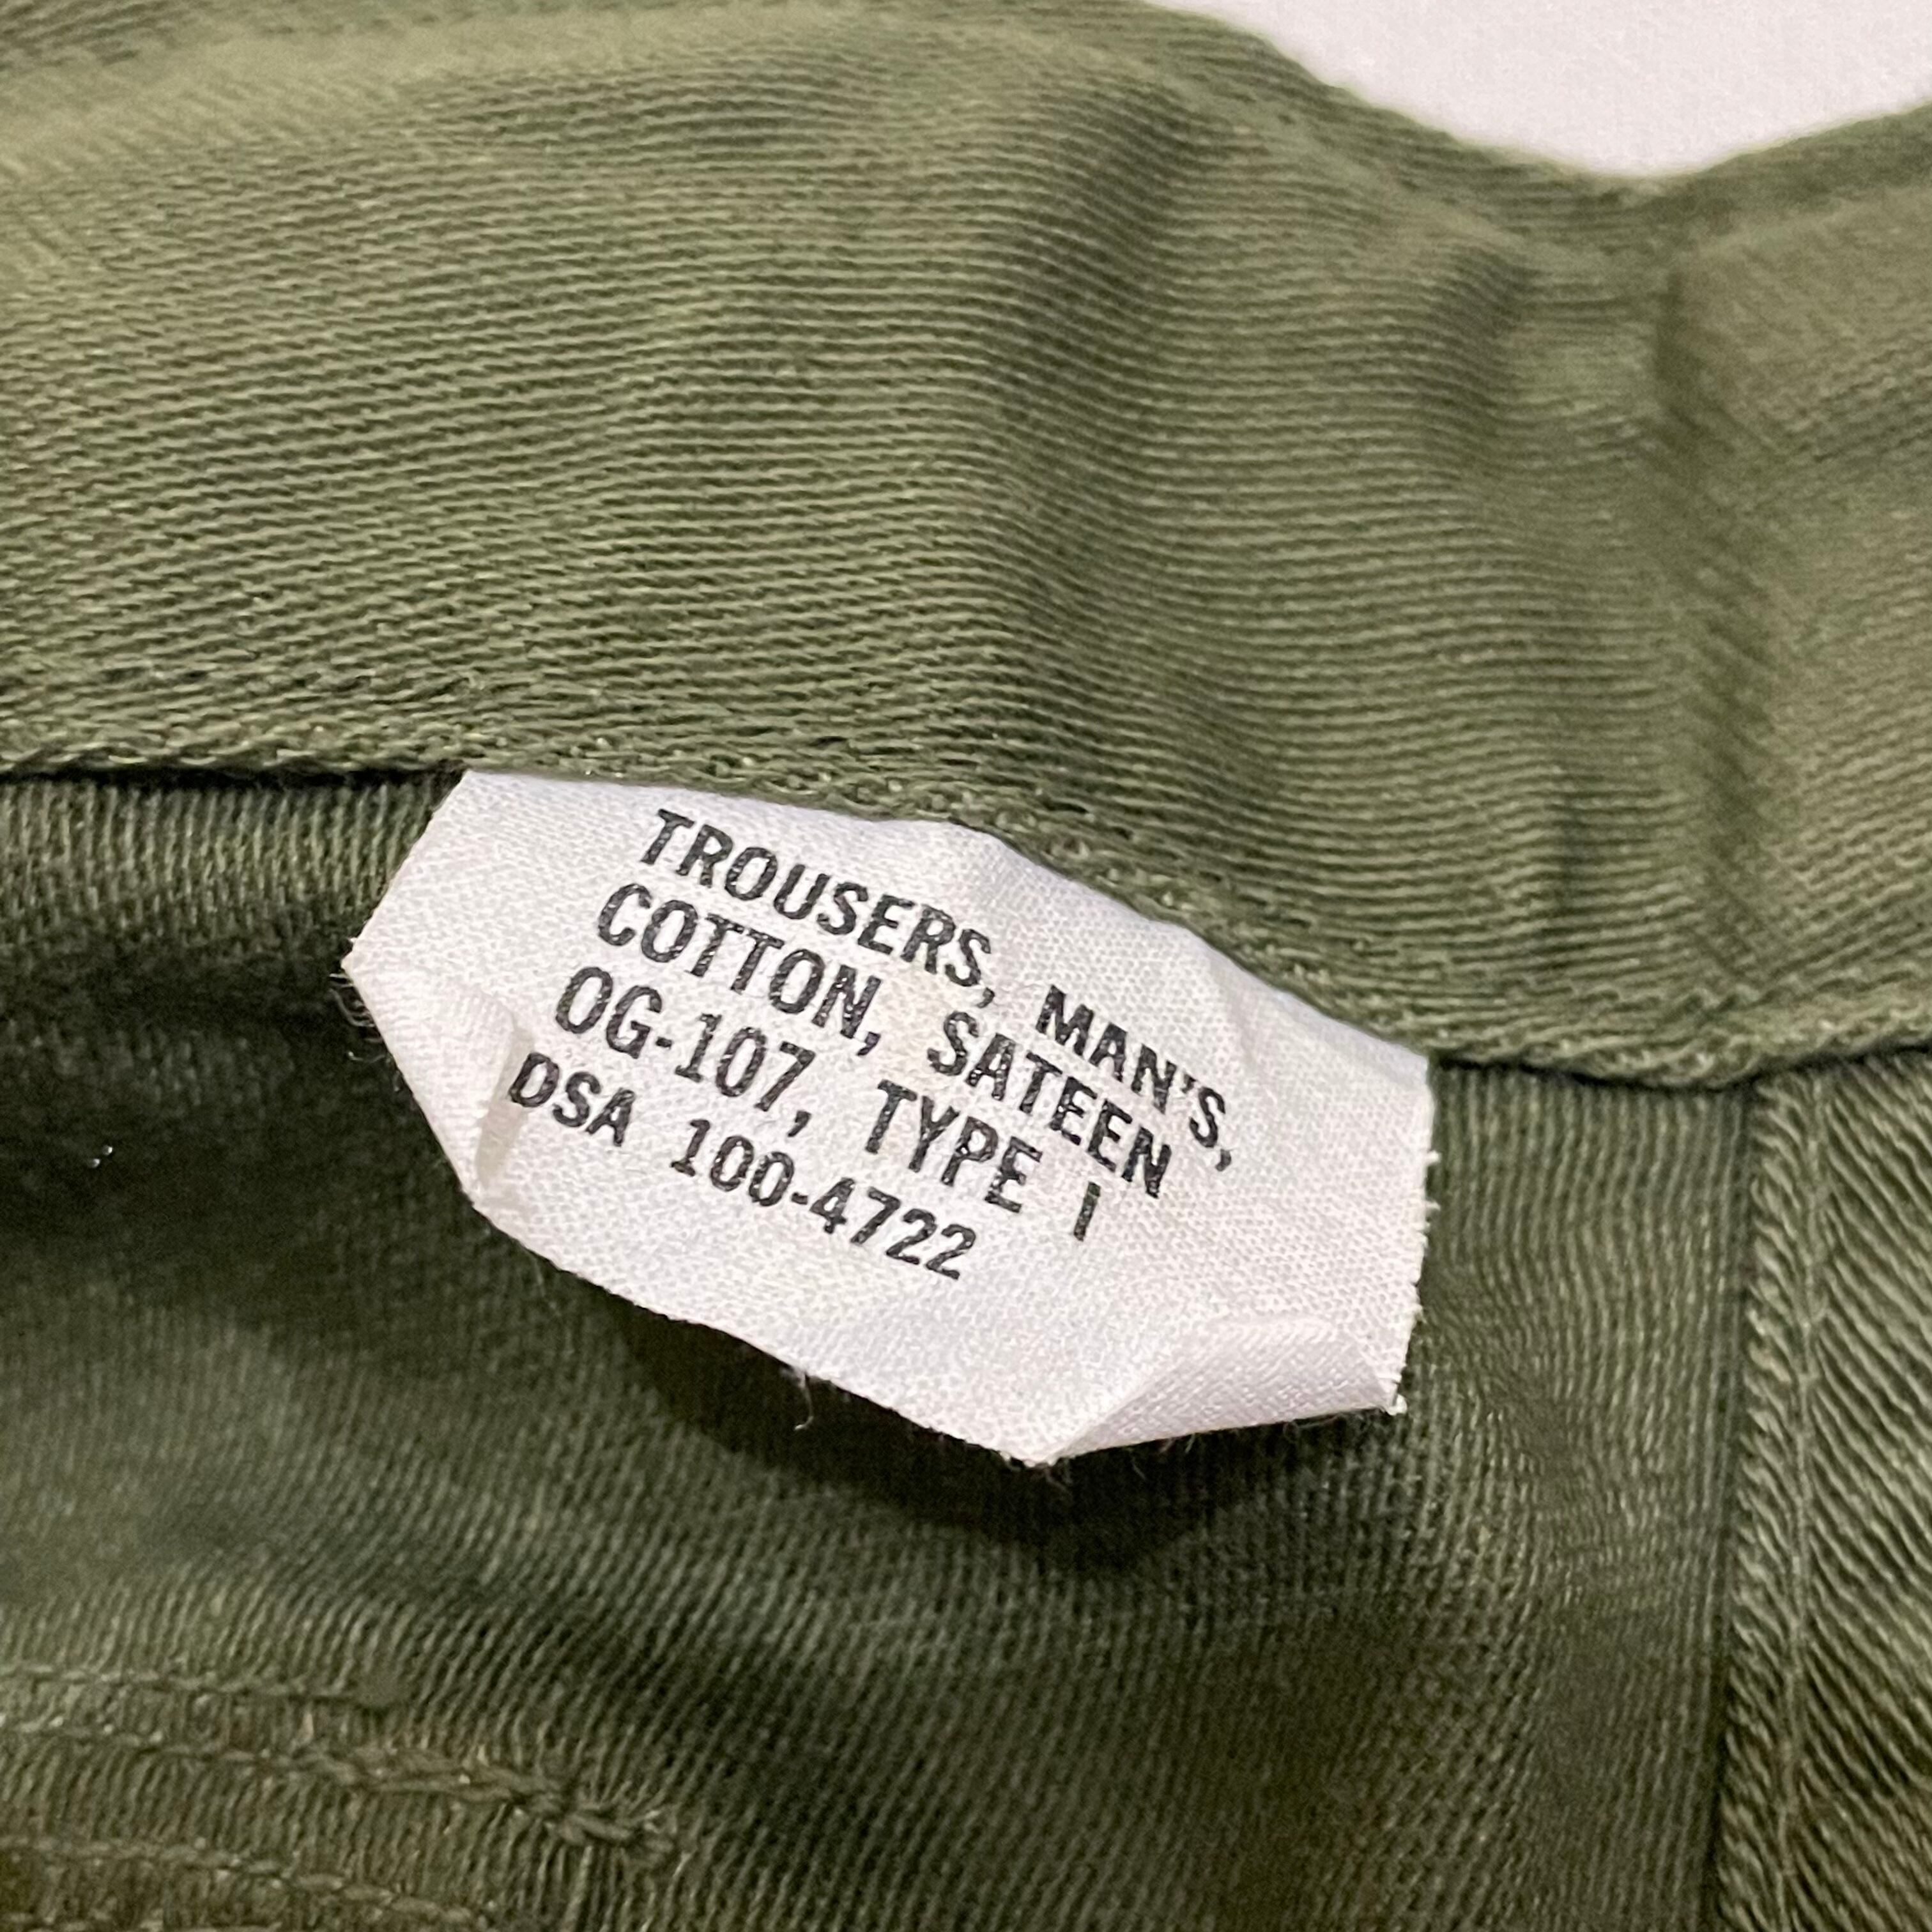 TROUSERS, MAN'S,
COTTON, SATEEN
OG-107, TYPE I
DSA 100-4722